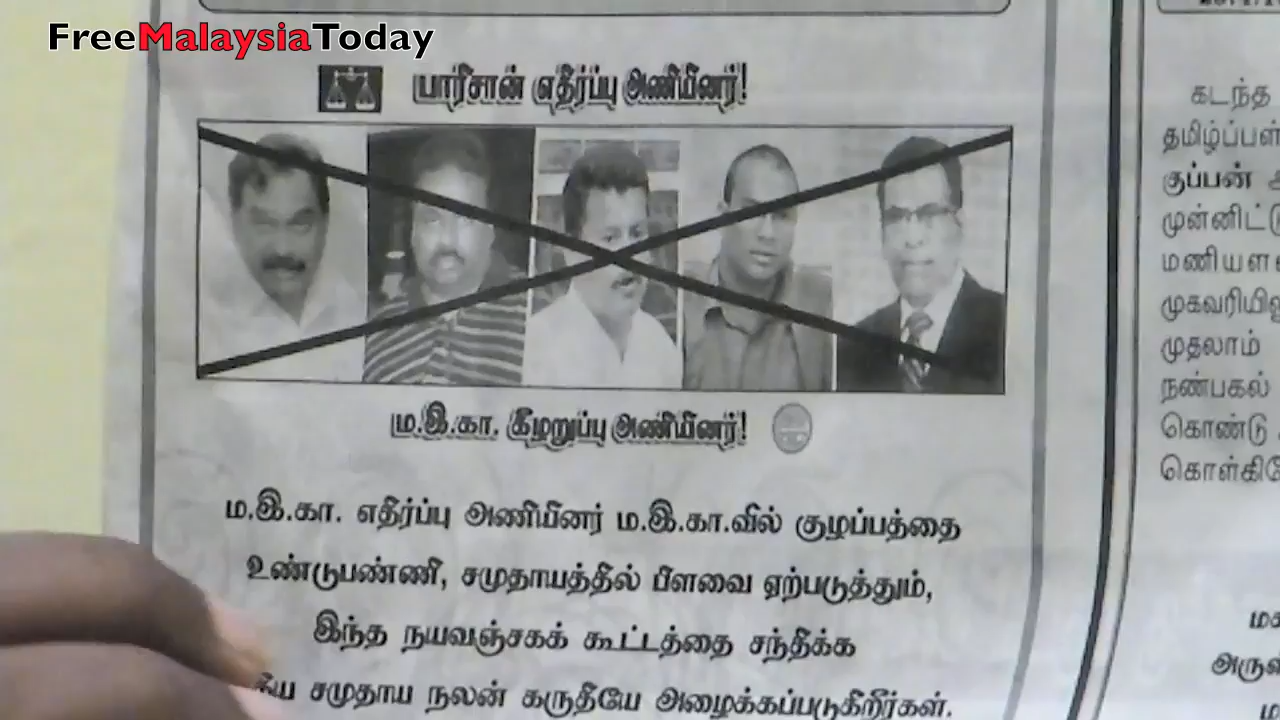 FreeMalaysiaToday
பாரிசான் எதிர்ப்பு அணியினர்!
ம.இ.கா. கீழறுப்பு அணியினர்!
ம.இ.கா. எதிர்ப்பு அணியினர் ம.இ.கா.வில் குழப்பத்தை
உண்டுபண்ணி, சமுதாயத்தில் பிளவை ஏற்படுத்தும்,
இந்த நயவஞ்சகக் கூட்டத்தை சந்திக்க
சமுதாய நலன் கருதியே அழைக்கப்படுகிறீர்கள்.
கடந்த
தமிழ்ப்பள்
குப்பன்
முன்னிட்டு
மணியள
முகவரியி
முதலாம்
நண்பகல்
கொண்டு
கொள்கிறே
அருள்